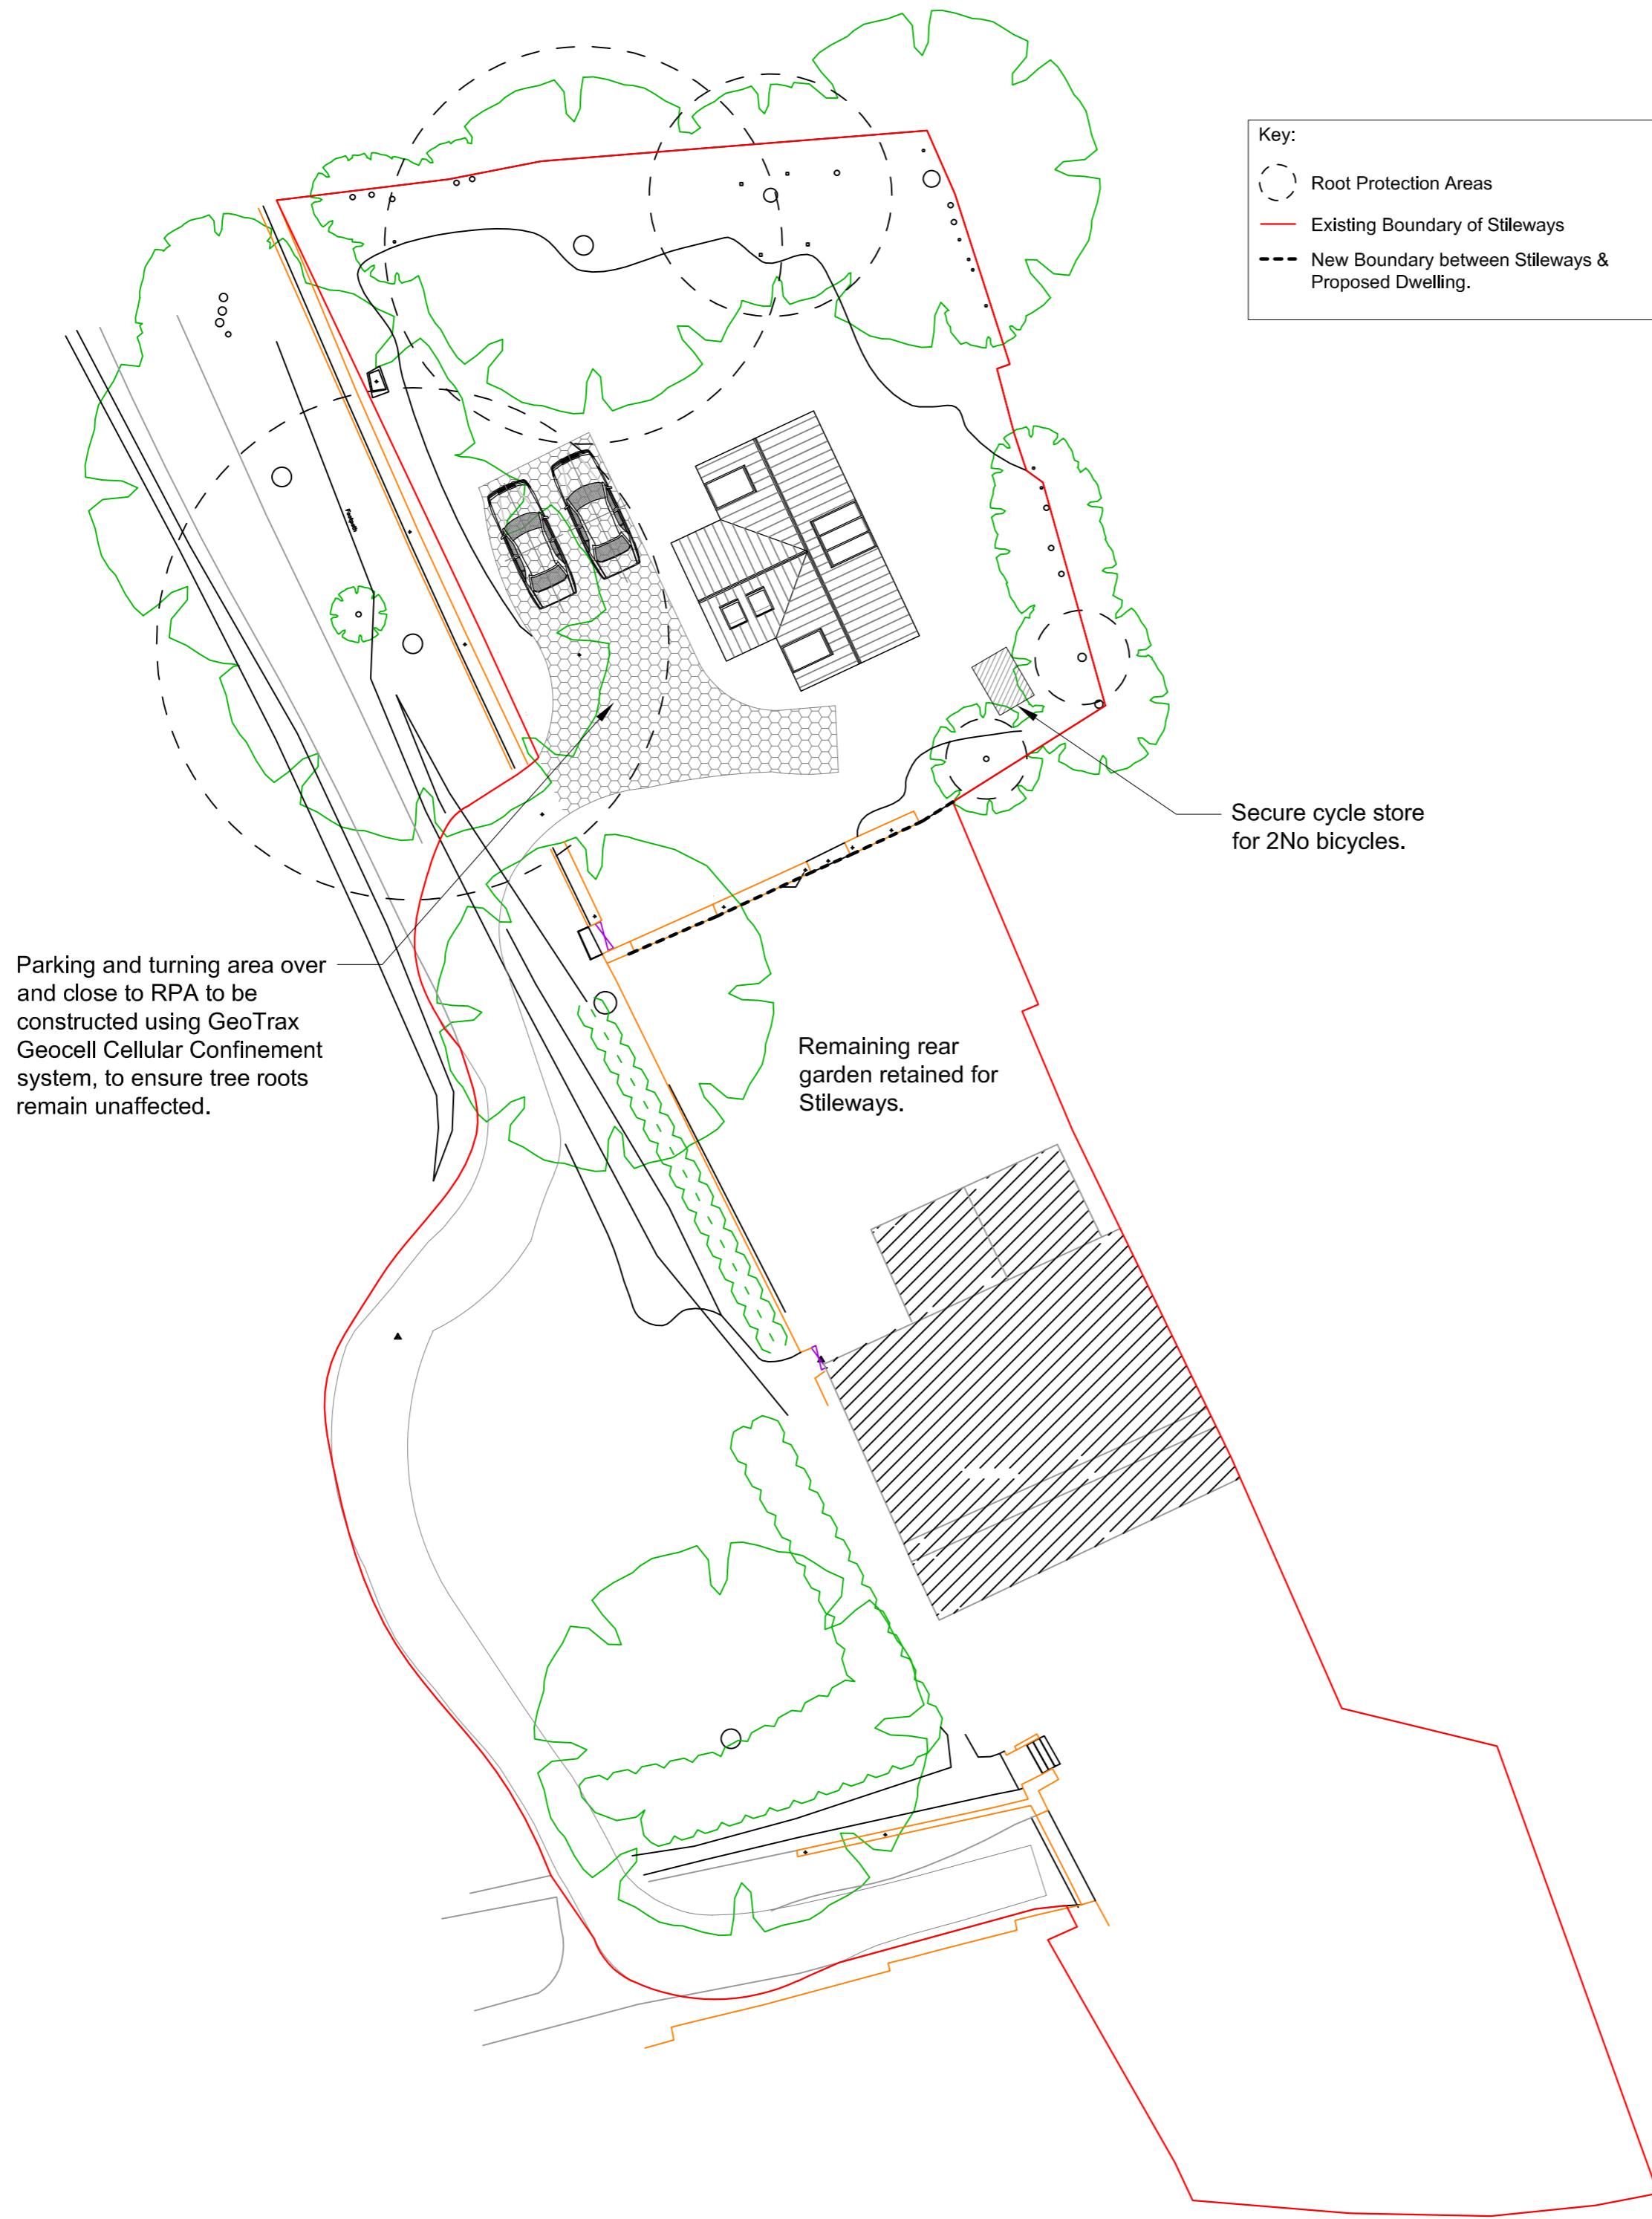 Key:
Root Protection Areas
Existing Boundary of Stileways
New Boundary between Stileways &
Proposed Dwelling.
Footpath
Secure cycle store
for 2No bicycles.
Parking and turning area over
and close to RPA to be
constructed using GeoTrax
Geocell Cellular Confinement
system, to ensure tree roots
remain unaffected.
Remaining rear
garden retained for
Stileways.